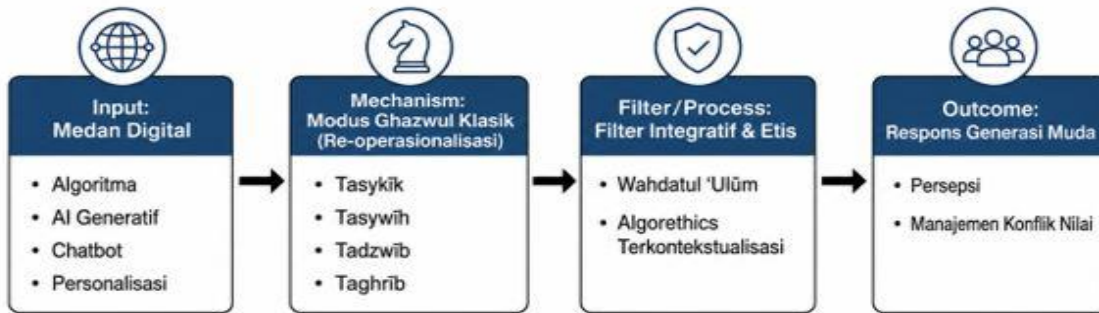 Input:
Medan Digital
• Algoritma
• AI Generatif
• Chatbot
• Personalisasi
Mechanism:
Modus Ghazwul Klasik
(Re-operasionalisasi)
• Tasykīk
• Tasywīh
• Tadzwīb
• Taghrīb
Filter/Process:
Filter Integratif & Etis
• Wahdatul ‘Ulūm
• Algorethics
Terkontekstualisasi
Outcome:
Respons Generasi Muda
• Persepsi
• Manajemen Konflik Nilai